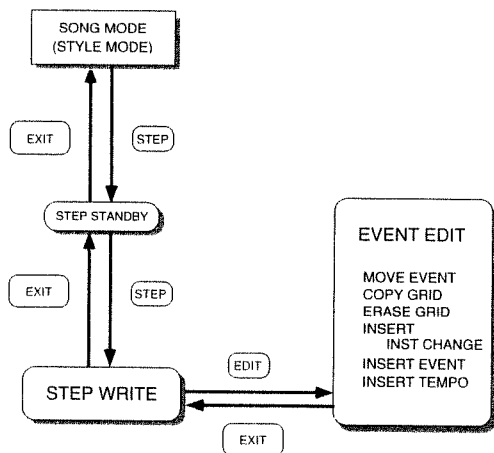 SONG MODE
(STYLE MODE)
EXIT
STEP
STEP STANDBY
EXIT
STEP
STEP WRITE
EDIT
EXIT
EVENT EDIT
MOVE EVENT
COPY GRID
ERASE GRID
INSERT
INST CHANGE
INSERT EVENT
INSERT TEMPO